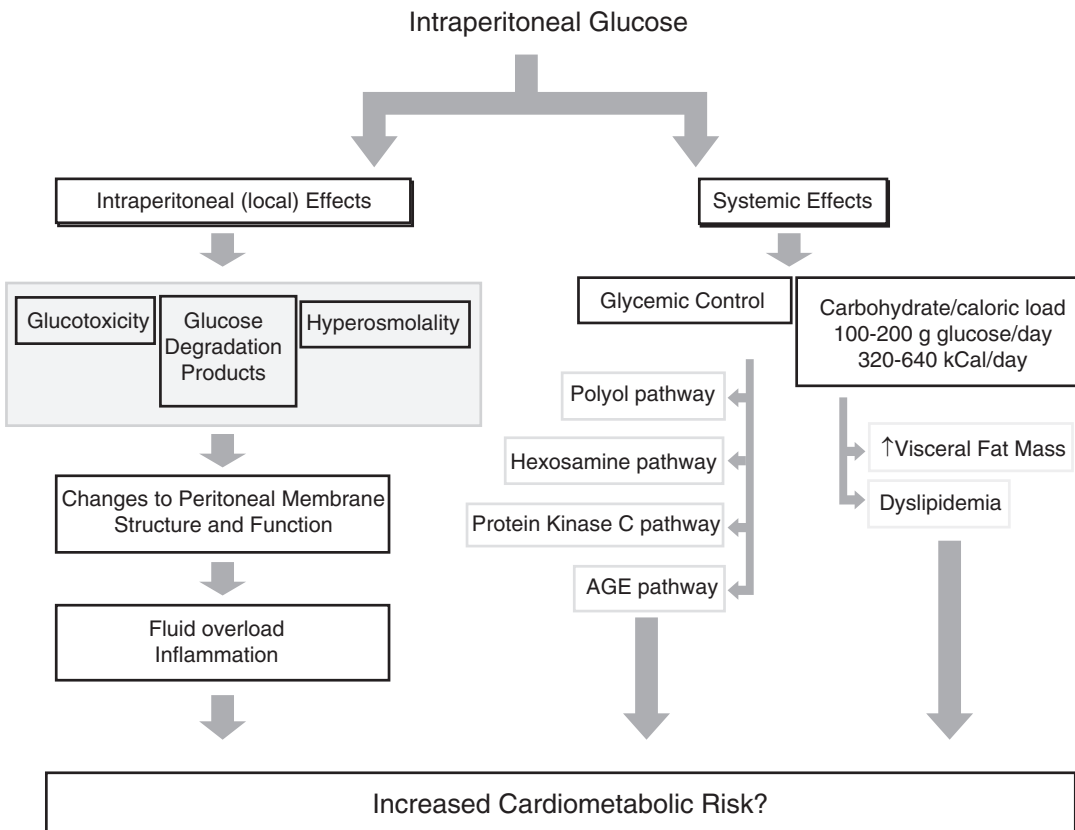 Intraperitoneal Glucose
Intraperitoneal (local) Effects
Glucotoxicity
Glucose
Degradation
Products
Hyperosmolality
Changes to Peritoneal Membrane
Structure and Function
Fluid overload
Inflammation
Systemic Effects
Glycemic Control
Polyol pathway
Hexosamine pathway
Protein Kinase C pathway
AGE pathway
Carbohydrate/caloric load
100-200 g glucose/day
320-640 kCal/day
↑Visceral Fat Mass
Dyslipidemia
Increased Cardiometabolic Risk?